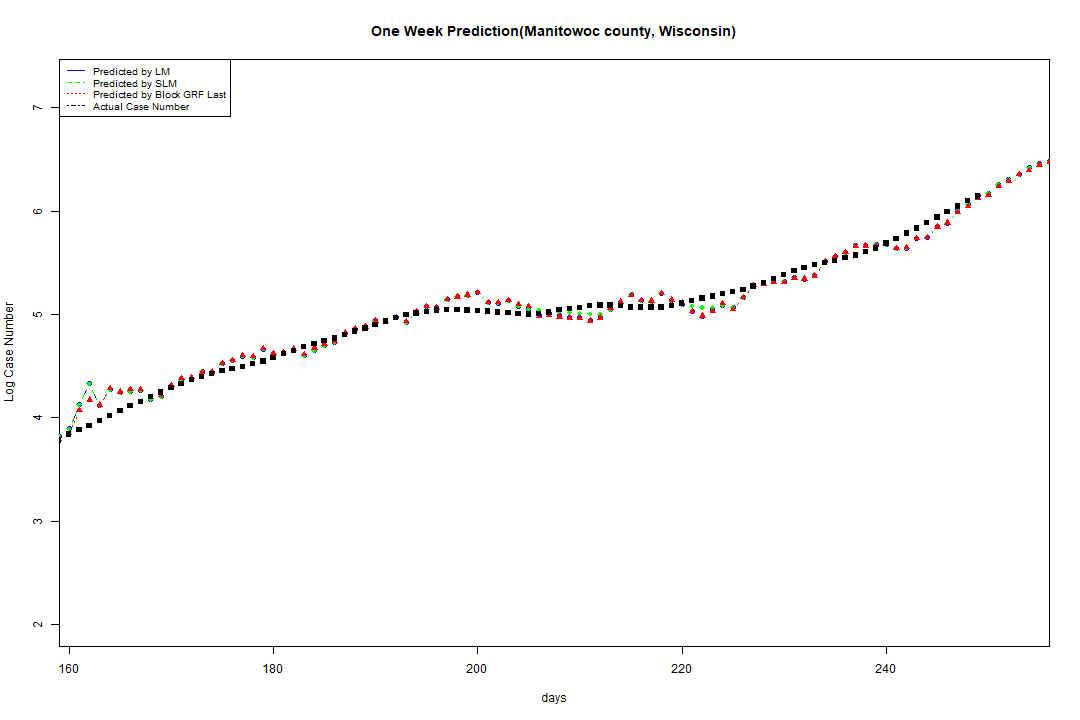 One Week Prediction(Manitowoc county, Wisconsin)
Predicted by LM
Predicted by SLM
Predicted by Block GRF Last
Actual Case Number
7
6
5
4
3
2
Log Case Number
160 180 200 220 240
days